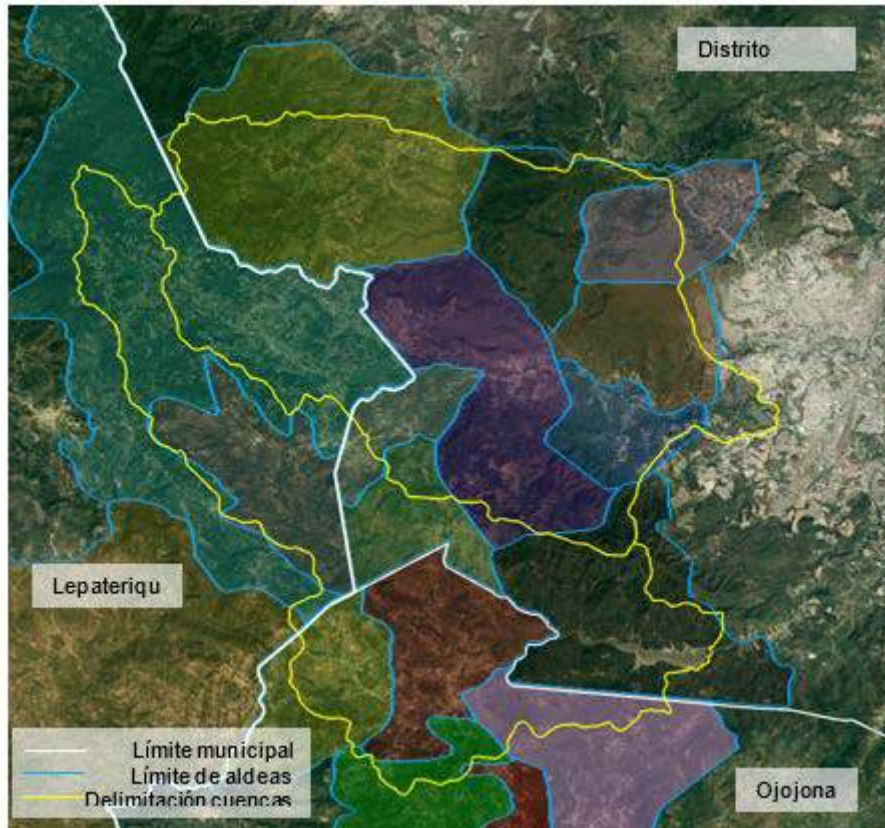 Distrito
Lepateriqu
Límite municipal
Límite de aldeas
Delimitación cuencas
Ojojona